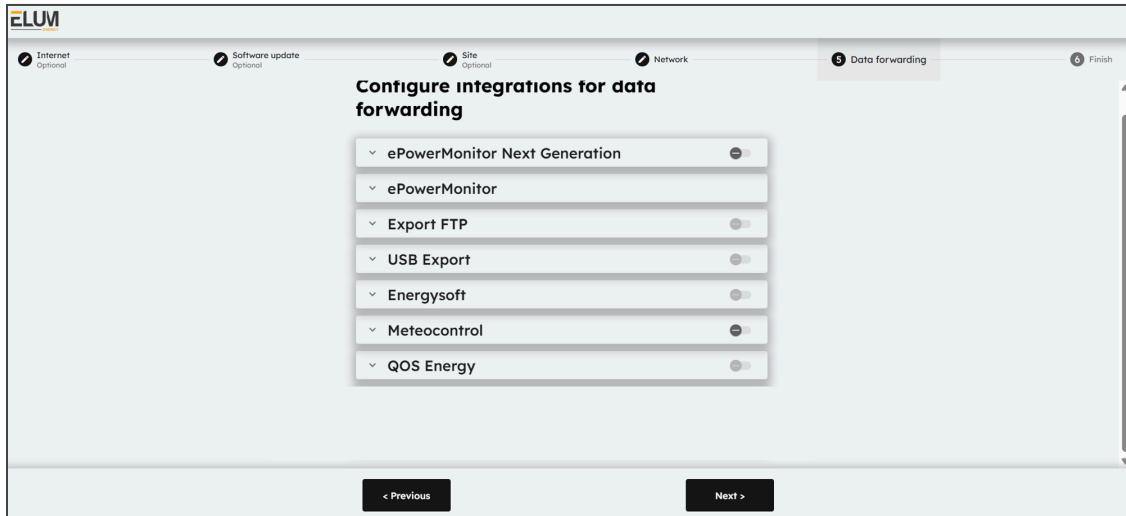 ELUM
ENERGY
Internet
Optional
Software update
Optional
Site
Optional
Network
5 Data forwarding
6 Finish
Configure integrations for data
forwarding
ePowerMonitor Next Generation
ePowerMonitor
Export FTP
USB Export
Energysoft
Meteocontrol
QOS Energy
< Previous
Next >